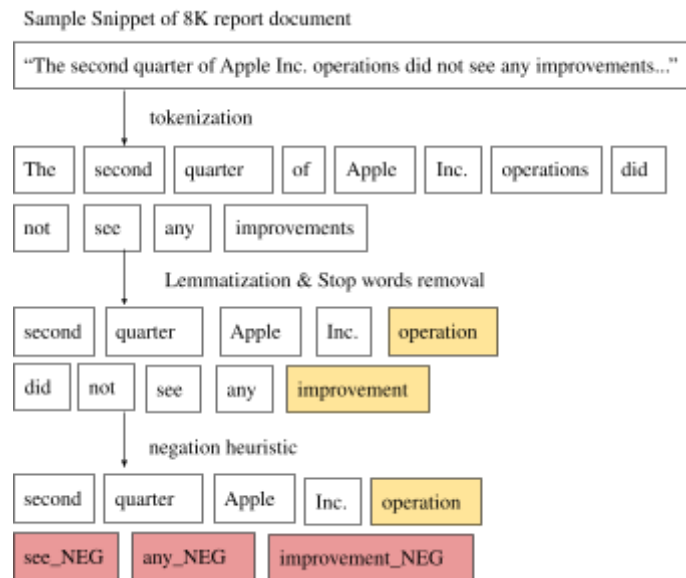 Sample Snippet of 8K report document
“The second quarter of Apple Inc. operations did not see any improvements...”
tokenization
The second quarter of Apple Inc. operations did
not see any improvements
Lemmatization & Stop words removal
second quarter Apple Inc. operation
did not see any improvement
negation heuristic
second quarter Apple Inc. operation
see_NEG any_NEG improvement_NEG